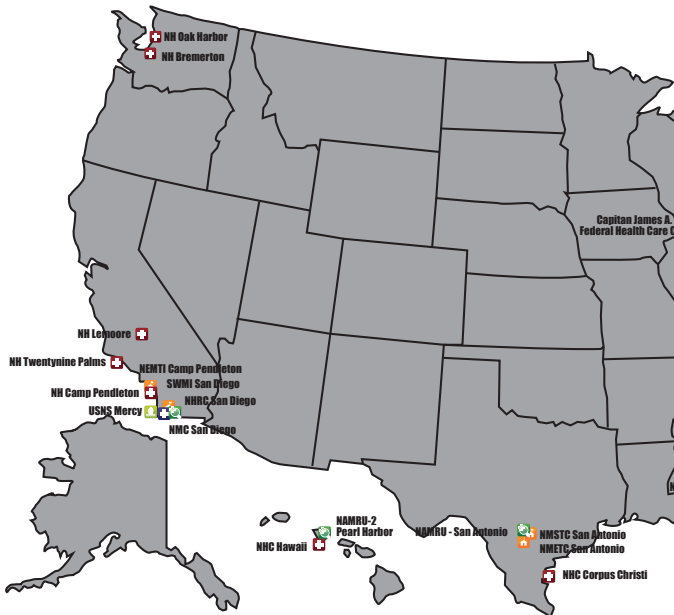 NH Oak Harbor
NH Bremerton
Capitan James A.
Federal Health Care C
NH Lemoore
NH Twentynine Palms
NEMTI Camp Pendleton
SWMI San Diego
NH Camp Pendleton
NHRC San Diego
USNS Mercy
NMC San Diego
NAMRU-2
Pearl Harbor
NHC Hawaii
NAMRU - San Antonio
NMSTC San Antonio
NMETC San Antonio
NHC Corpus Christi
N